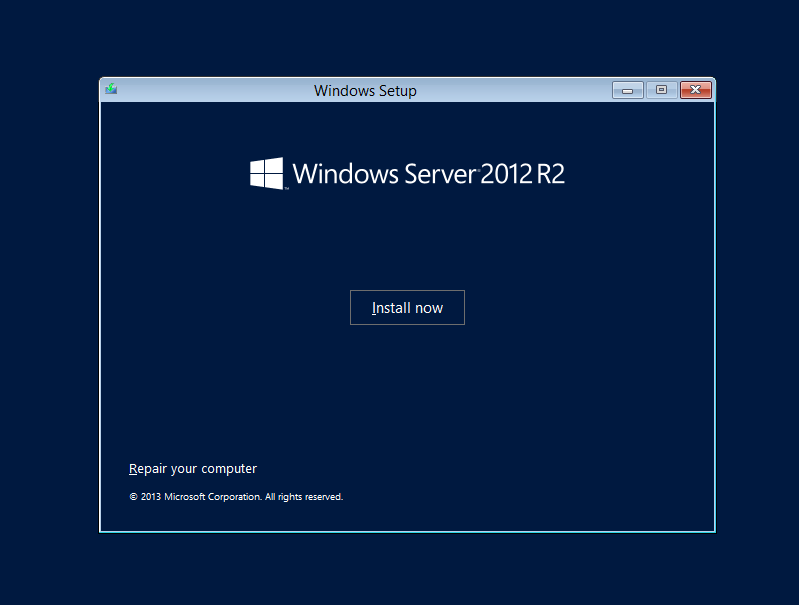 Windows Setup
Windows Server 2012 R2
Install now
Repair your computer
© 2013 Microsoft Corporation. All rights reserved.